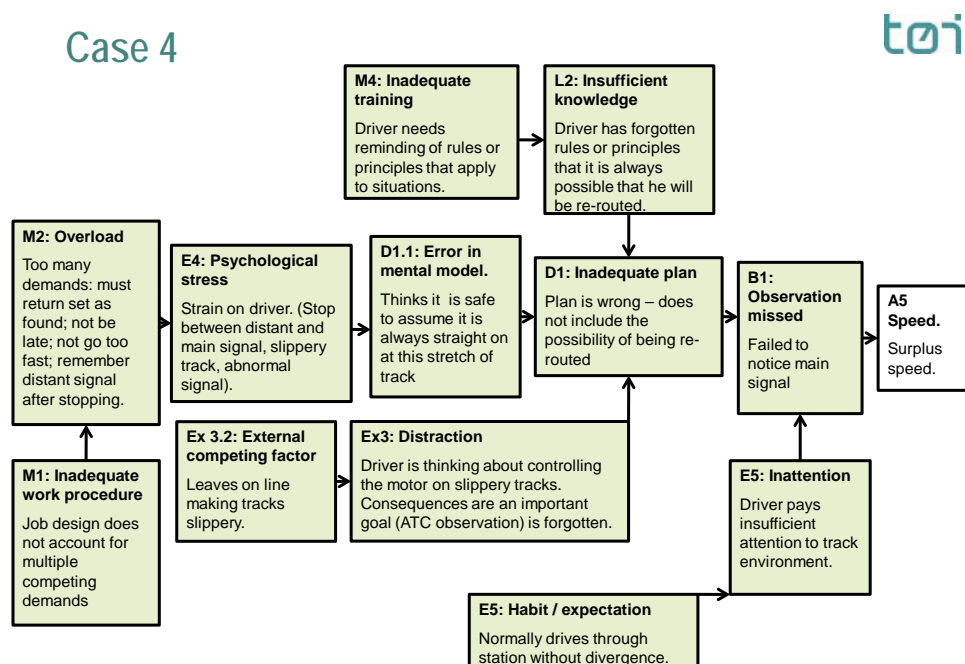 Case 4
tøi
M4: Inadequate
training
Driver needs
reminding of rules or
principles that apply
to situations.
L2: Insufficient
knowledge
Driver has forgotten
rules or principles
that it is always
possible that he will
be re-routed.
M2: Overload
Too many
demands: must
return set as
found; not be
late; not go too
fast; remember
distant signal
after stopping.
E4: Psychological
stress
Strain on driver. (Stop
between distant and
main signal, slippery
track, abnormal
signal).
D1.1: Error in
mental model.
Thinks it  is safe
to assume it is
always straight on
at this stretch of
track
D1: Inadequate plan
Plan is wrong – does
not include the
possibility of being re-
routed
B1:
Observation
missed
Failed to
notice main
signal
A5
Speed.
Surplus
speed.
M1: Inadequate
work procedure
Job design does
not account for
multiple
competing
demands
Ex 3.2: External
competing factor
Leaves on line
making tracks
slippery.
Ex3: Distraction
Driver is thinking about controlling
the motor on slippery tracks.
Consequences are an important
goal (ATC observation) is forgotten.
E5: Inattention
Driver pays
insufficient
attention to track
environment.
E5: Habit / expectation
Normally drives through
station without divergence.